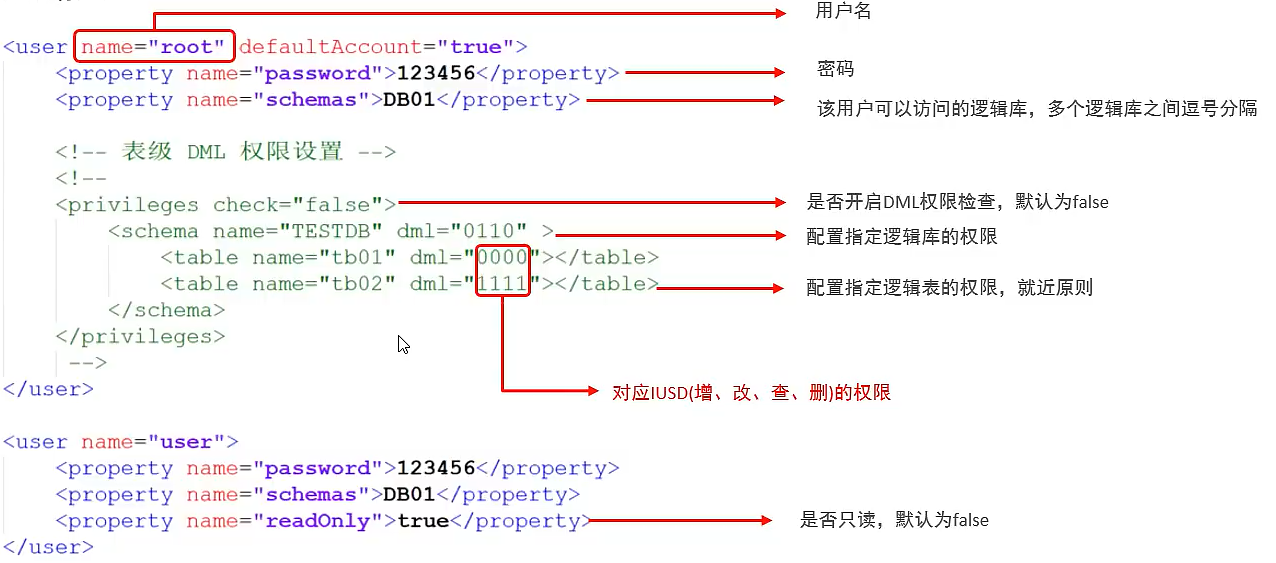 用户名
<user name="root" defaultAccount="true">
<property name="password">123456</property> 密码
<property name="schemas">DB01</property> 该用户可以访问的逻辑库，多个逻辑库之间逗号分隔
<!-- 表级 DML 权限设置 -->
<!--
<privileges check="false"> 是否开启DML权限检查，默认为false
<schema name="TESTDB" dml="0110" > 配置指定逻辑库的权限
<table name="tb01" dml="0000"></table>
<table name="tb02" dml="1111"></table> 配置指定逻辑表的权限，就近原则
</schema>
</privileges>
-->
</user> 对应IUSD(增、改、查、删)的权限
<user name="user">
<property name="password">123456</property>
<property name="schemas">DB01</property>
<property name="readOnly">true</property> 是否只读，默认为false
</user>